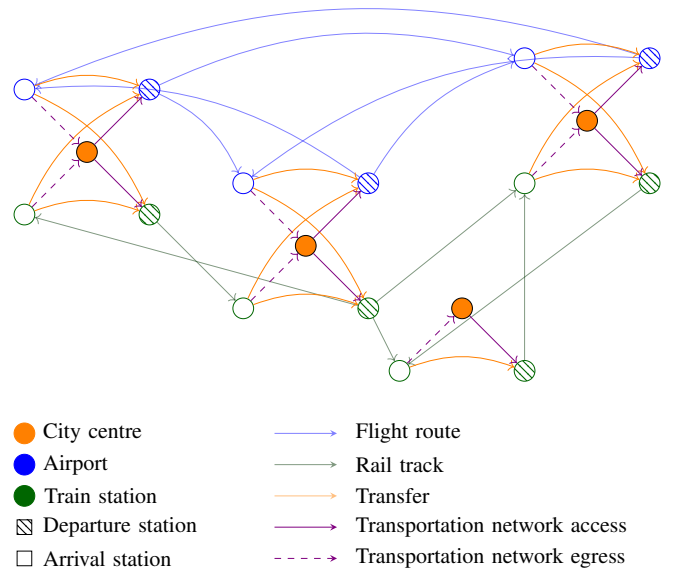 City centre
Flight route
Airport
Rail track
Train station
Transfer
Departure station
Transportation network access
Arrival station
Transportation network egress